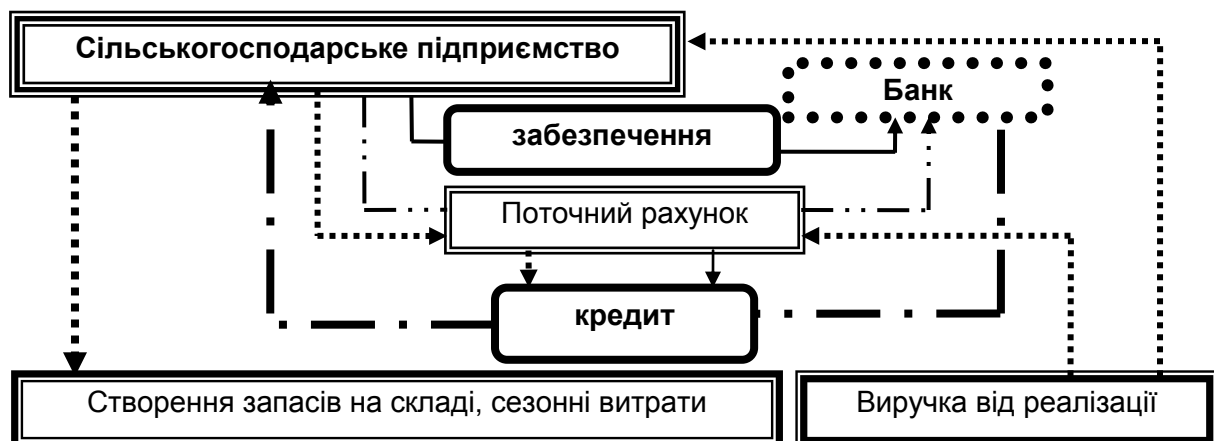 Сільськогосподарське підприємство
Банк
забезпечення
Поточний рахунок
кредит
Створення запасів на складі, сезонні витрати
Виручка від реалізації